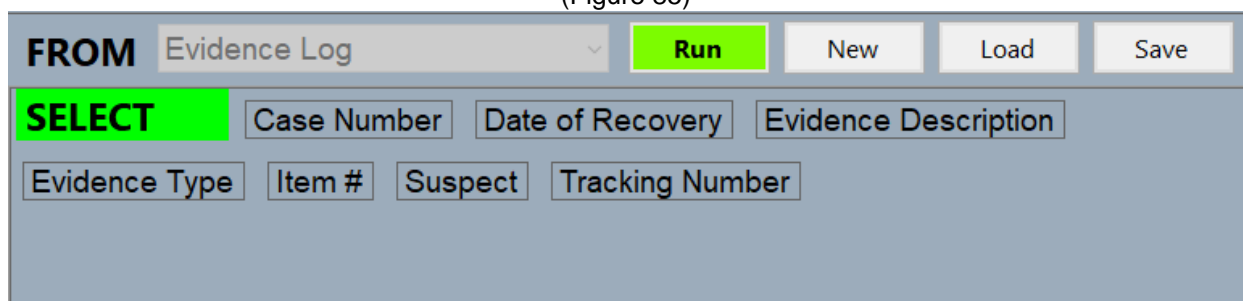 FROM Evidence Log Run New Load Save
SELECT Case Number Date of Recovery Evidence Description
Evidence Type Item # Suspect Tracking Number